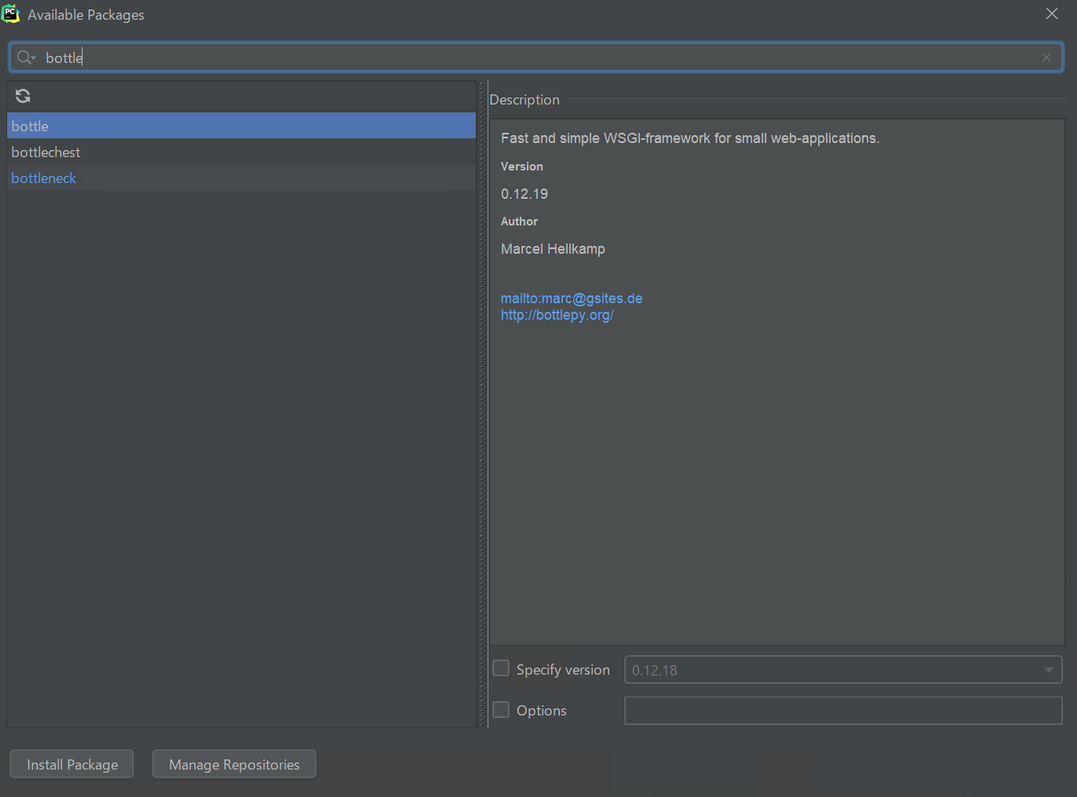 PC
Available Packages
bottle
bottle
bottlechest
bottleneck
Description
Fast and simple WSGI-framework for small web-applications.
Version
0.12.19
Author
Marcel Hellkamp
mailto:marc@gsites.de
http://bottlepy.org/
Specify version
0.12.18
Options
Install Package
Manage Repositories